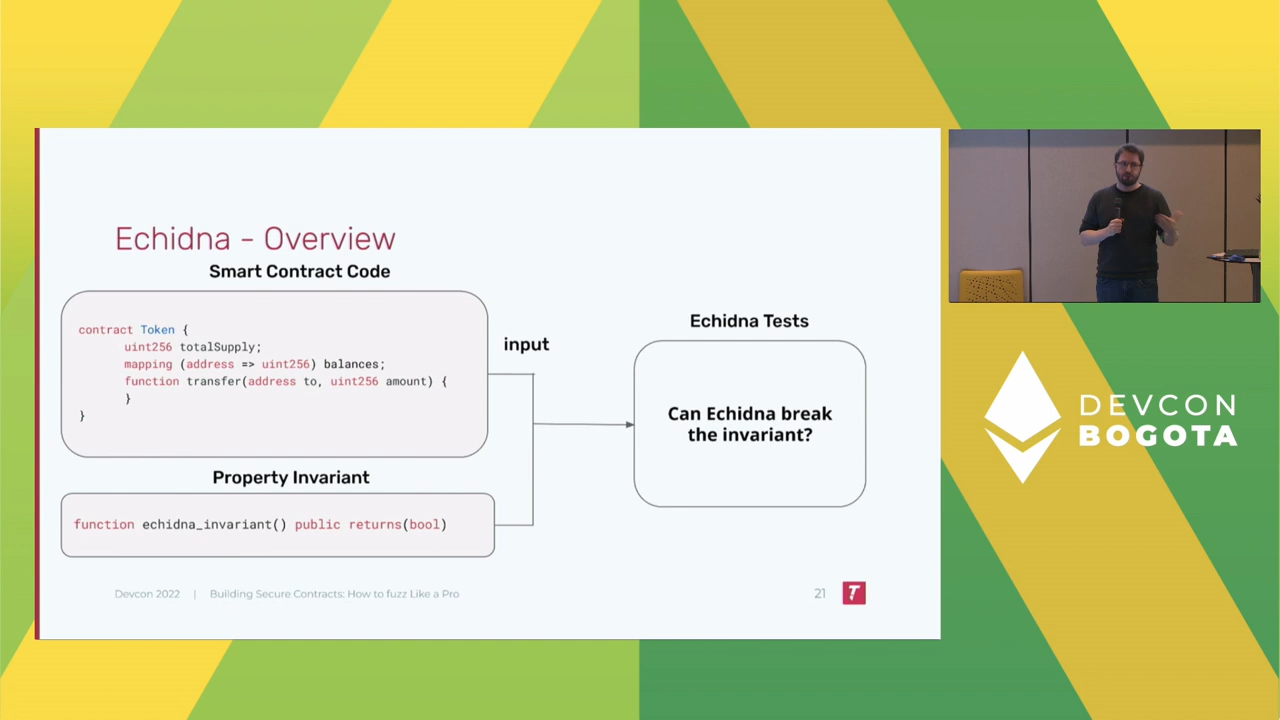 Echidna - Overview
Smart Contract Code
contract Token {
uint256 totalSupply;
mapping (address => uint256) balances;
function transfer(address to, uint256 amount) {
}
}
Property Invariant
function echidna_invariant() public returns(bool)
input
Echidna Tests
Can Echidna break
the invariant?
Devcon 2022 | Building Secure Contracts: How to fuzz Like a Pro
21
T
DEVCON
BOGOTA